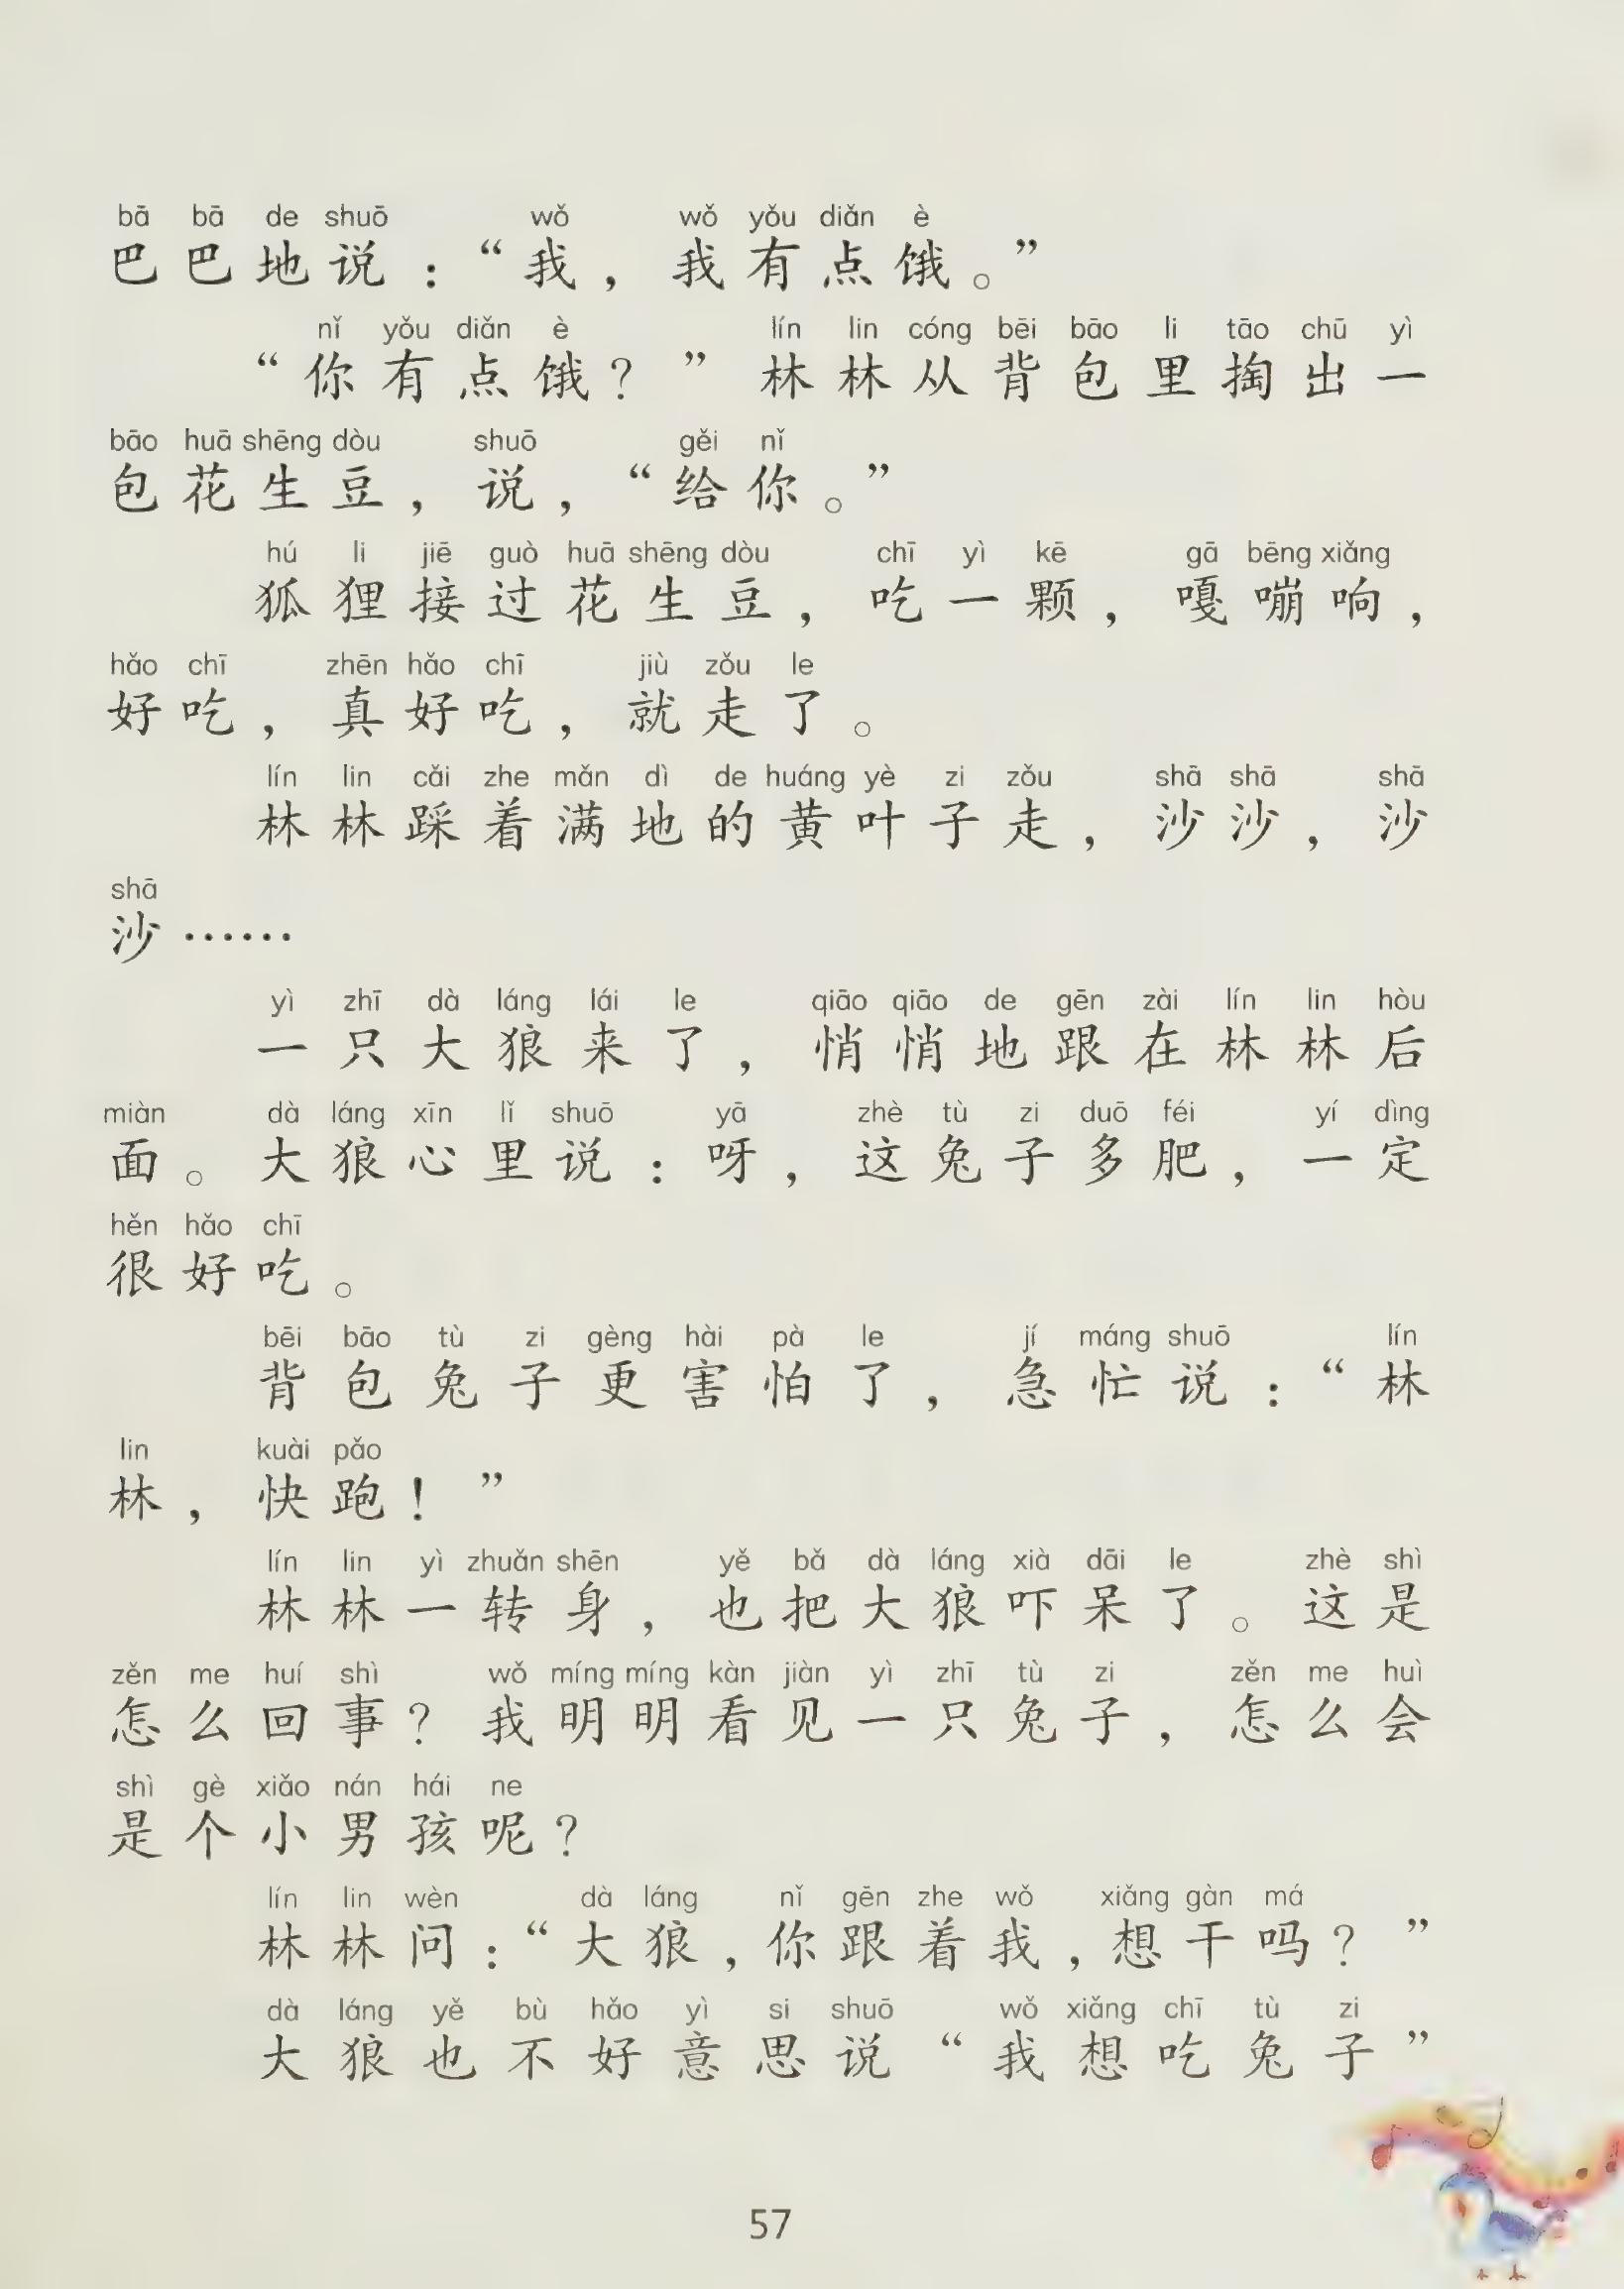 bā bā de shuō wǒ wǒ yǒu diǎn è
巴巴地说：“我，我有点饿。”
nǐ yǒu diǎn è lín lin cóng bēi bāo li tāo chū yì
“你有点饿？”林林从背包里掏出一
bāo huā shēng dòu shuō gěi nǐ
包花生豆，说，“给你。”
hú li jiē guò huā shēng dòu chī yì kē gā bēng xiǎng
狐狸接过花生豆，吃一颗，嘎嘣响，
hǎo chī zhēn hǎo chī jiù zǒu le
好吃，真好吃，就走了。
lín lin cǎi zhe mǎn dì de huáng yè zi zǒu shā shā shā
林林踩着满地的黄叶子走，沙沙，沙
shā
沙……
yì zhī dà láng lái le qiāo qiāo de gēn zài lín lin hòu
一只大狼来了，悄悄地跟在林林后
miàn dà láng xīn lǐ shuō yā zhè tù zi duō féi yí dìng
面。大狼心里说：呀，这兔子多肥，一定
hěn hǎo chī
很好吃。
bēi bāo tù zi gèng hài pà le jí máng shuō lín
背包兔子更害怕了，急忙说：“林
lin kuài pǎo
林，快跑！”
lín lin yì zhuǎn shēn yě bǎ dà láng xià dāi le zhè shì
林林一转身，也把大狼吓呆了。这是
zěn me huí shì wǒ míng míng kàn jiàn yì zhī tù zi zěn me huì
怎么回事？我明明看见一只兔子，怎么会
shì gè xiǎo nán hái ne
是个小男孩呢？
lín lin wèn dà láng nǐ gēn zhe wǒ xiǎng gàn má
林林问：“大狼，你跟着我，想干吗？”
dà láng yě bù hǎo yì si shuō wǒ xiǎng chī tù zi
大狼也不好意思说“我想吃兔子”
57